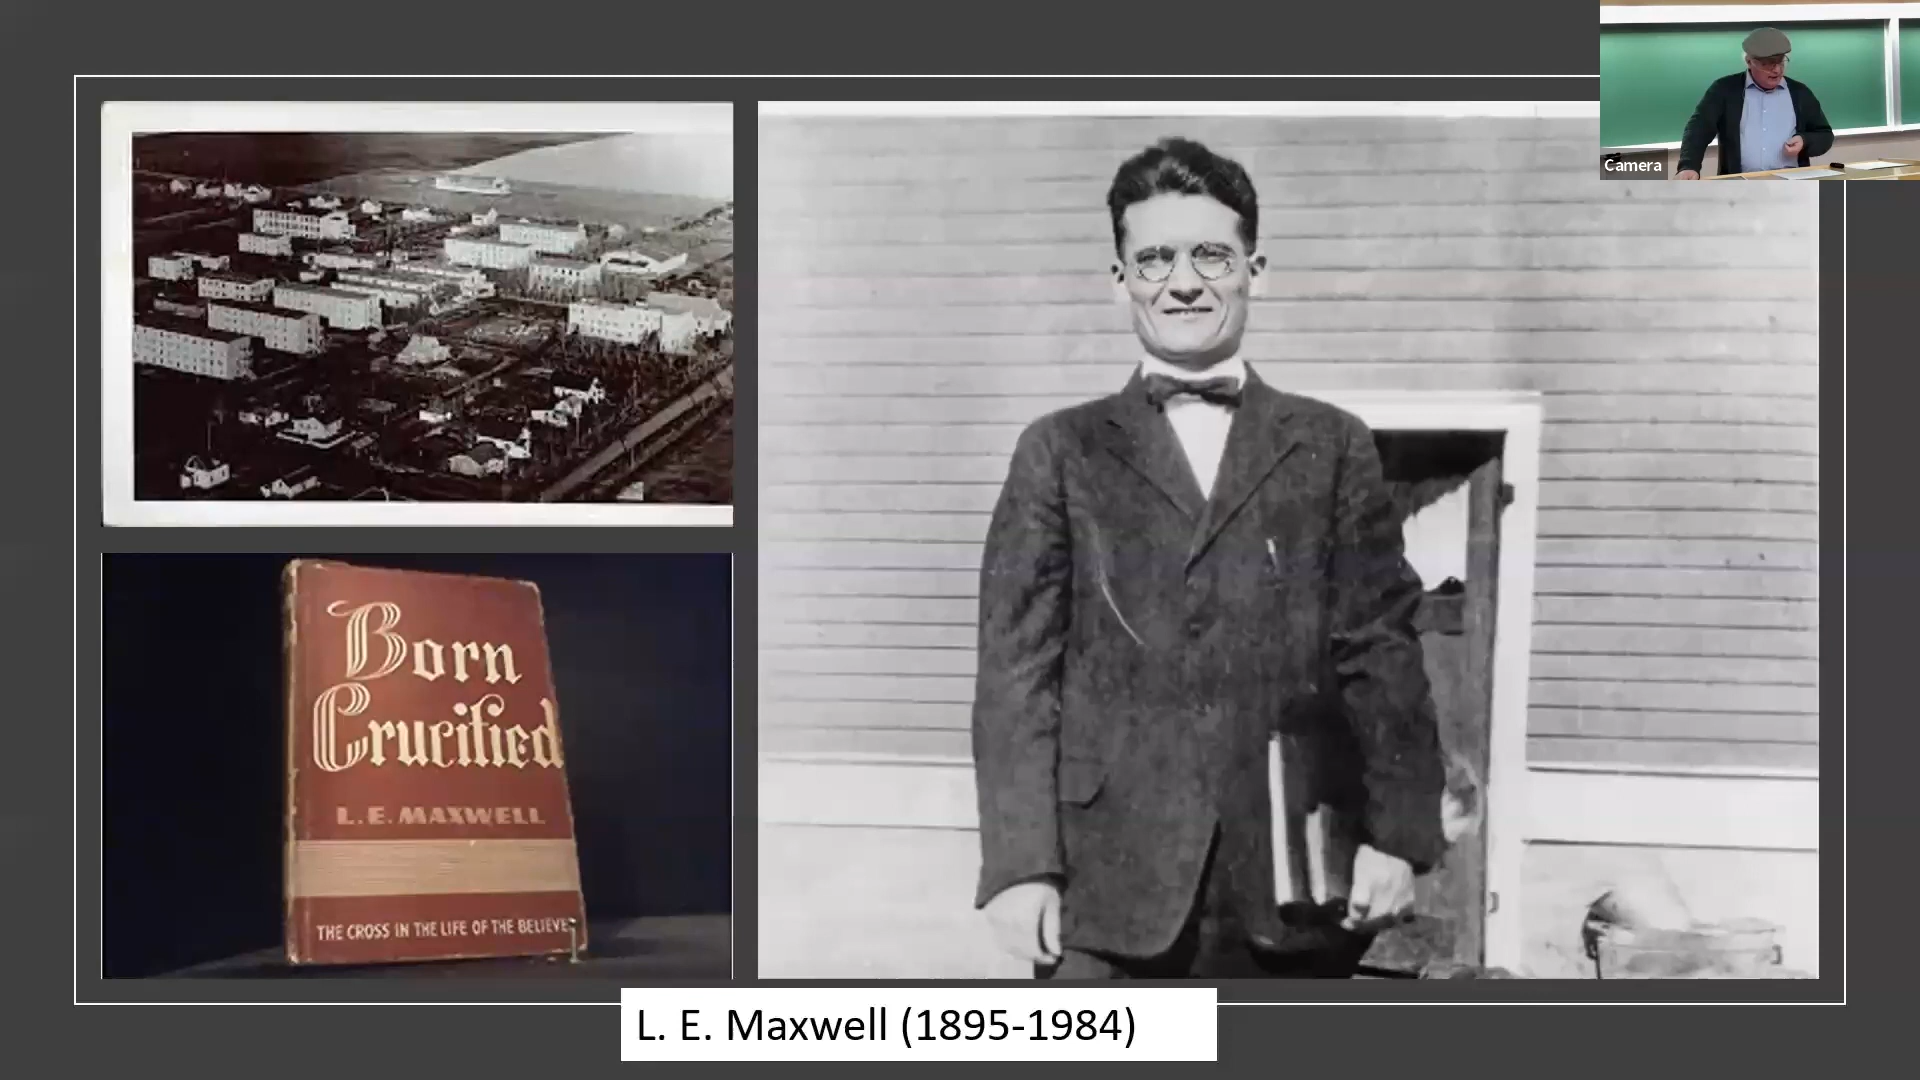 Camera
Born
Crucified
L. E. MAXWELL
THE CROSS IN THE LIFE OF THE BELIEVE
L. E. Maxwell (1895-1984)